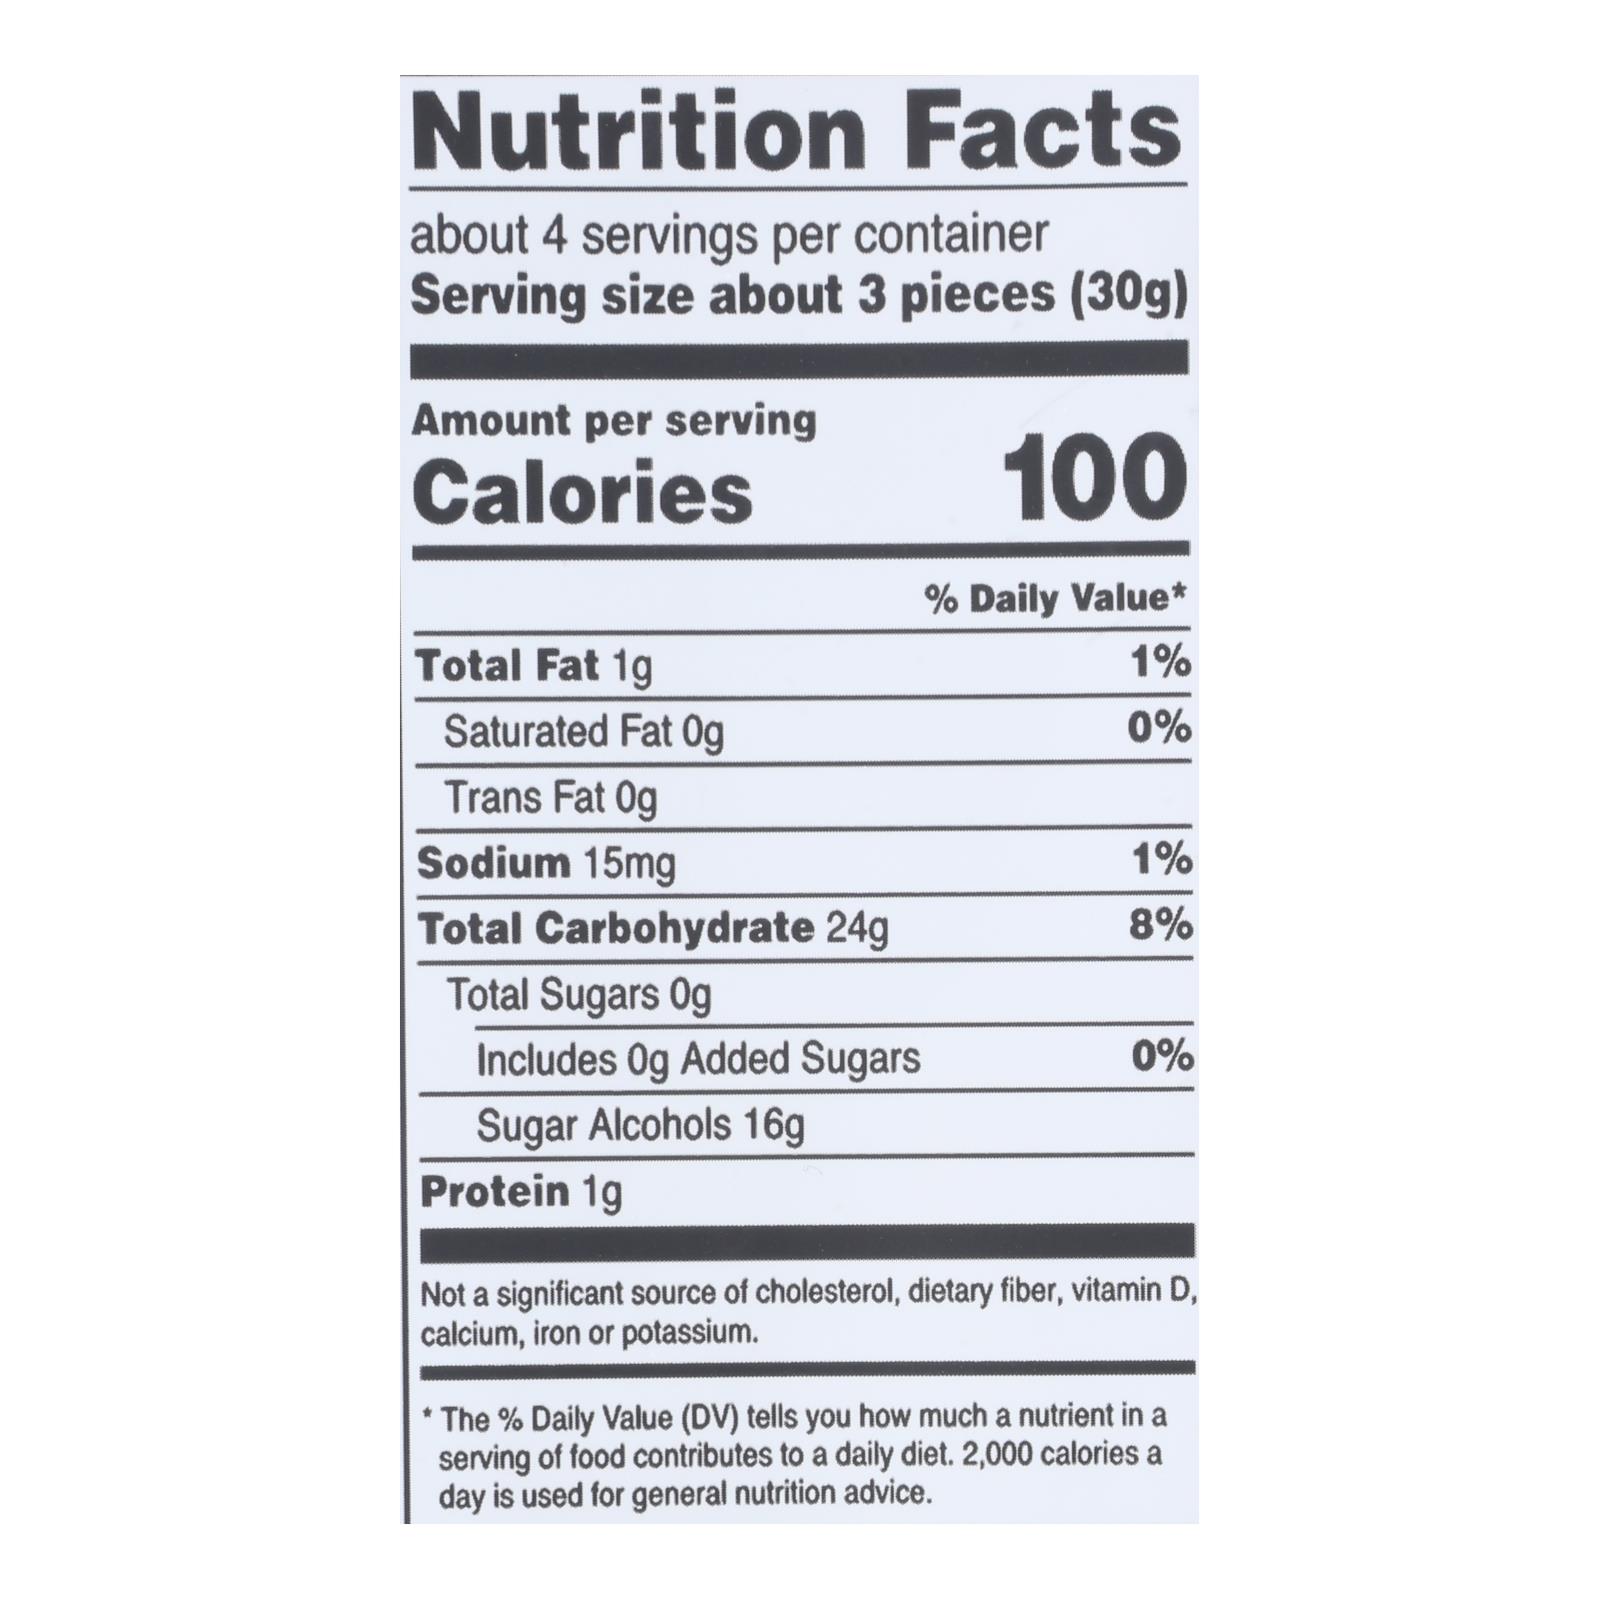 Nutrition Facts
about 4 servings per container
Serving size about 3 pieces (30g)
Amount per serving
Calories 100
% Daily Value*
Total Fat 1g 1%
Saturated Fat 0g 0%
Trans Fat 0g
Sodium 15mg 1%
Total Carbohydrate 24g 8%
Total Sugars 0g
Includes 0g Added Sugars 0%
Sugar Alcohols 16g
Protein 1g
Not a significant source of cholesterol, dietary fiber, vitamin D,
calcium, iron or potassium.
* The % Daily Value (DV) tells you how much a nutrient in a
serving of food contributes to a daily diet. 2,000 calories a
day is used for general nutrition advice.